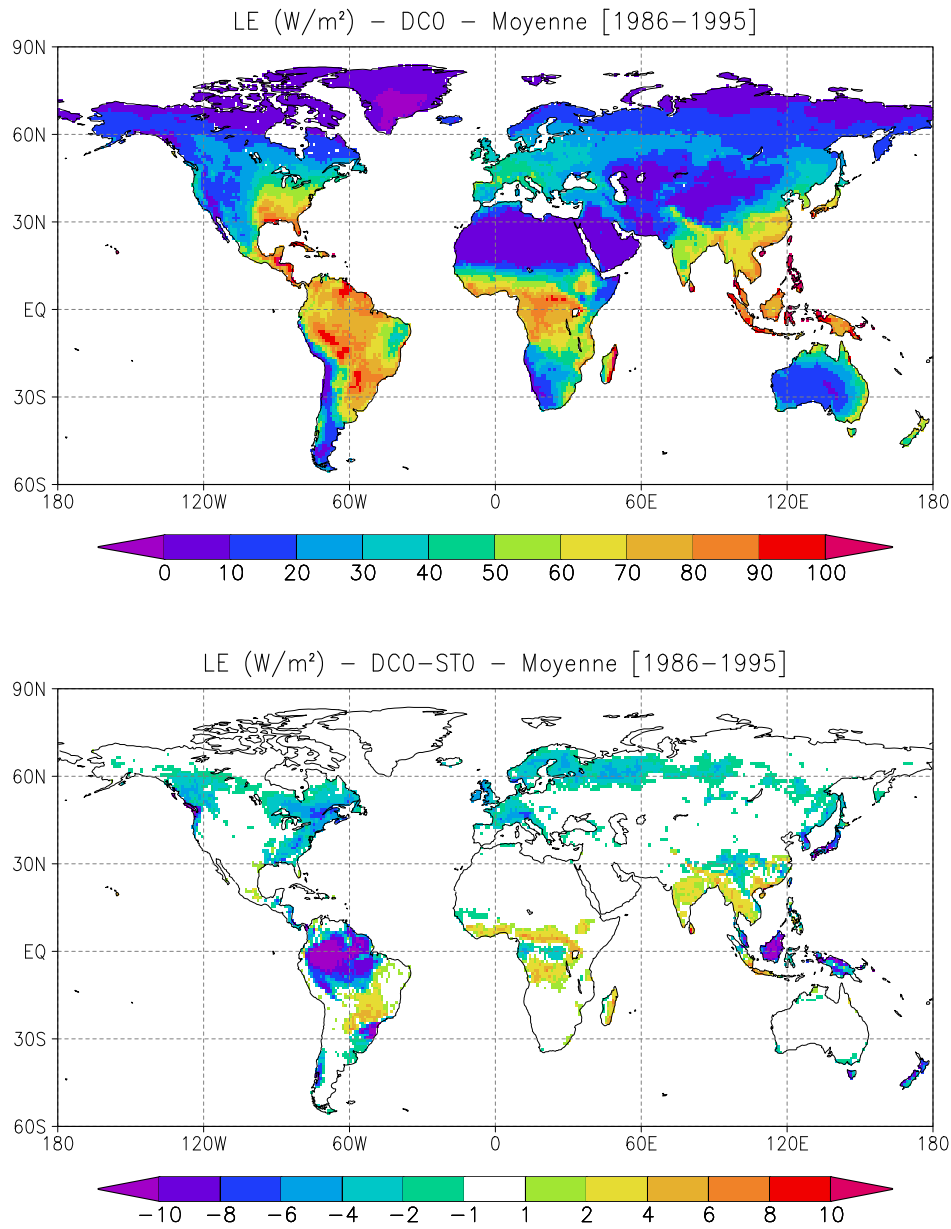 LE (W/m²) − DCO − Moyenne [1986−1995]
90N
60N
30N
EQ
30S
60S
180 120W 60W 0 60E 120E 180
0 10 20 30 40 50 60 70 80 90 100
LE (W/m²) − DCO−STO − Moyenne [1986−1995]
90N
60N
30N
EQ
30S
60S
180 120W 60W 0 60E 120E 180
−10 −8 −6 −4 −2 −1 1 2 4 6 8 10